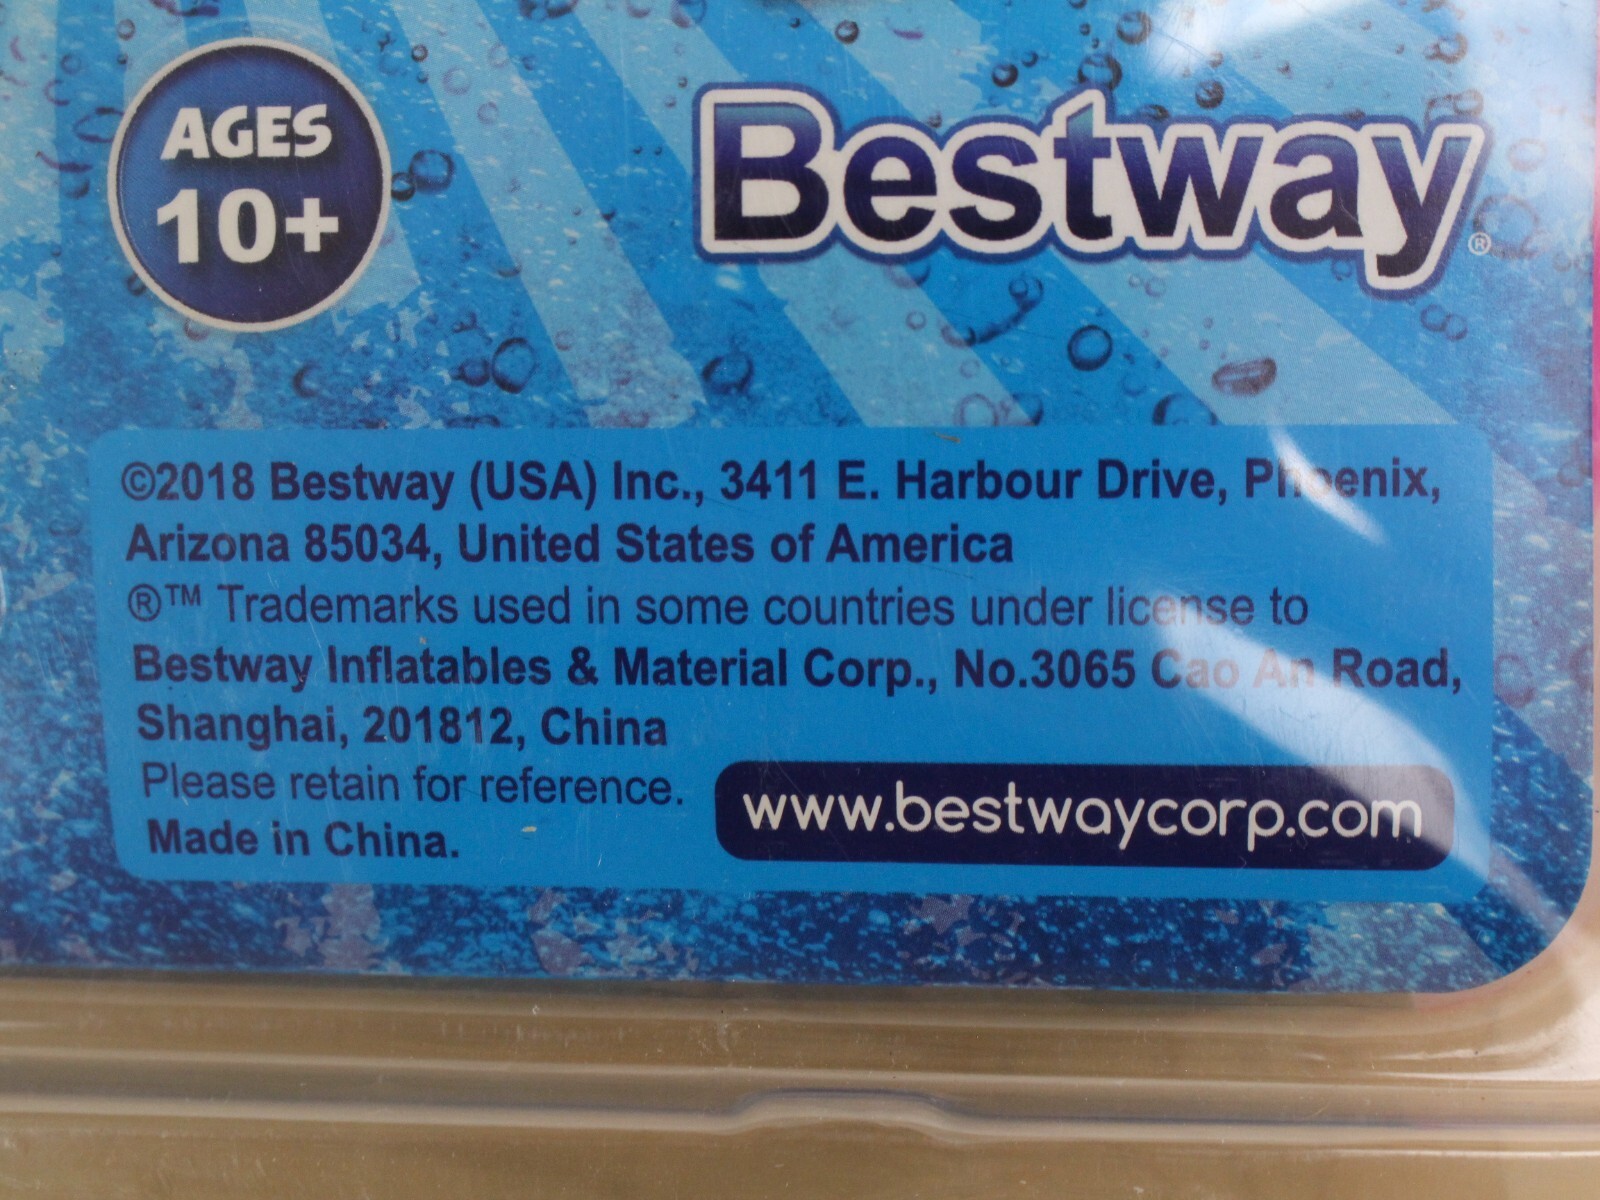 AGES
10+
Bestway®
©2018 Bestway (USA) Inc., 3411 E. Harbour Drive, Phoenix,
Arizona 85034, United States of America
®™ Trademarks used in some countries under license to
Bestway Inflatables & Material Corp., No.3065 Cao An Road,
Shanghai, 201812, China
Please retain for reference.
Made in China.
www.bestwaycorp.com